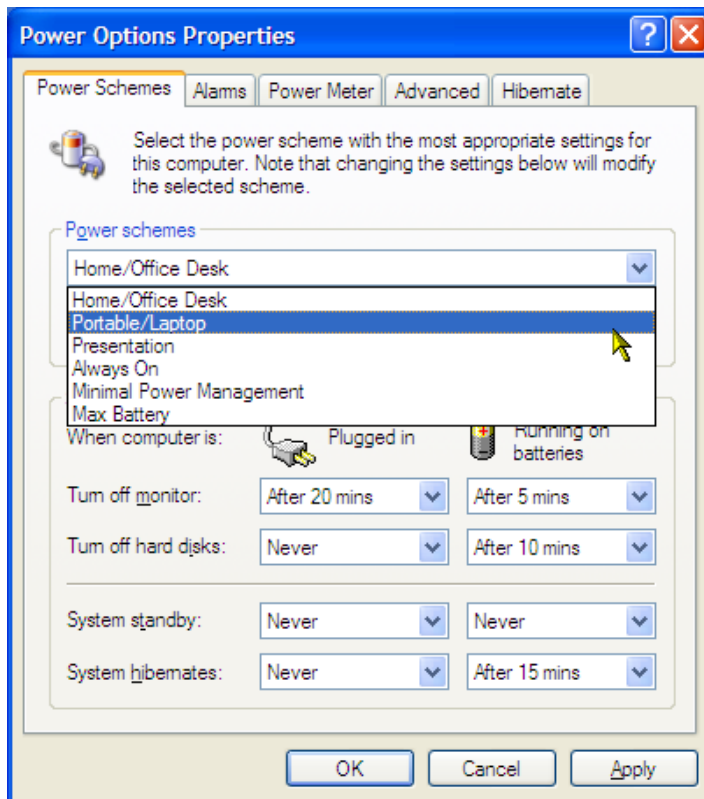 Power Options Properties
Power Schemes Alarms Power Meter Advanced Hibernate
Select the power scheme with the most appropriate settings for
this computer. Note that changing the settings below will modify
the selected scheme.
Power schemes
Home/Office Desk
Home/Office Desk
Portable/Laptop
Presentation
Always On
Minimal Power Management
Max Battery
When computer is: Plugged in Running on
batteries
Turn off monitor: After 20 mins After 5 mins
Turn off hard disks: Never After 10 mins
System standby: Never Never
System hibernates: Never After 15 mins
OK Cancel Apply